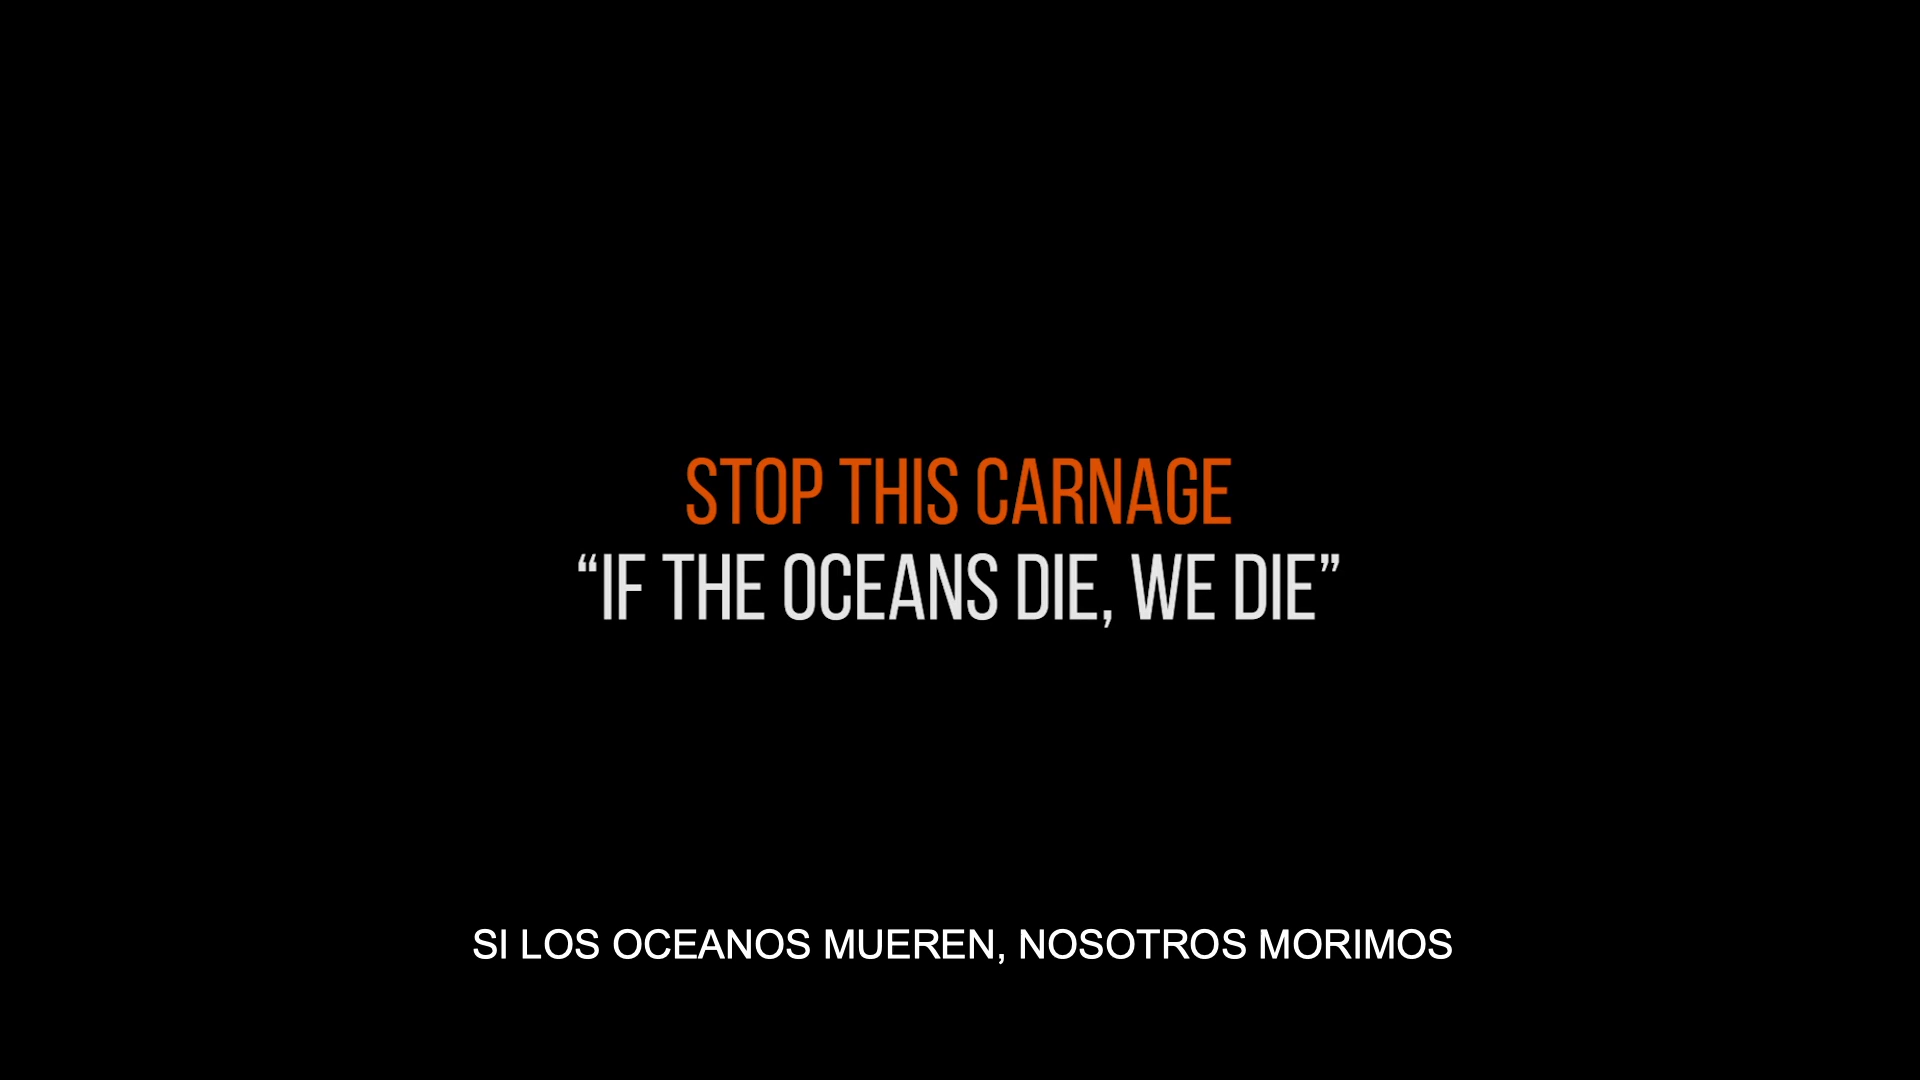 STOP THIS CARNAGE
“IF THE OCEANS DIE, WE DIE”
SI LOS OCEANOS MUEREN, NOSOTROS MORIMOS